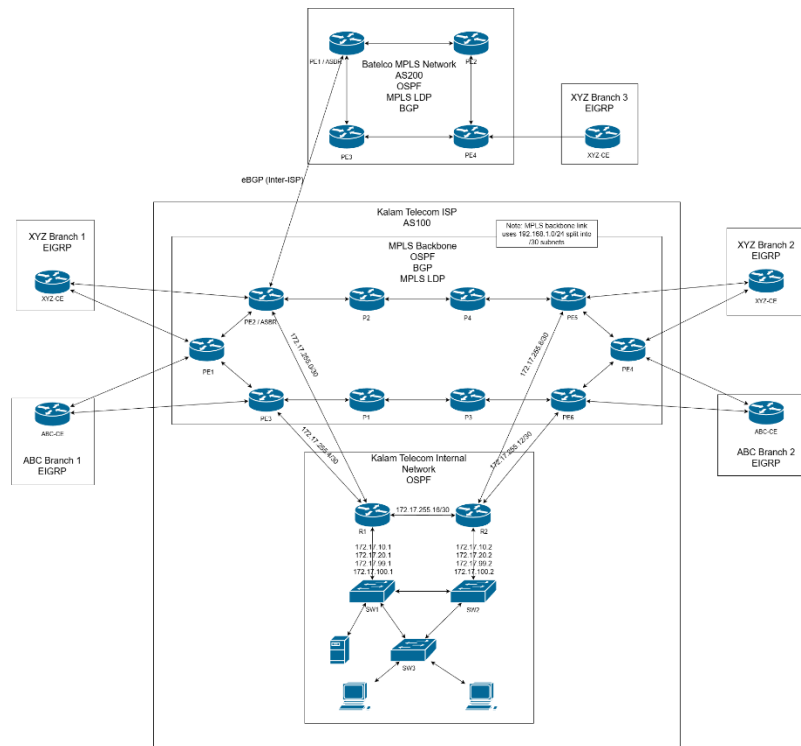 PE1 / ASBR
PE2
Batelco MPLS Network
AS200
OSPF
MPLS LDP
BGP
PE3
PE4
XYZ Branch 3
EIGRP
XYZ-CE
eBGP (Inter-ISP)
Kalam Telecom ISP
AS100
Note: MPLS backbone link
uses 192.168.1.0/24 split into
/30 subnets
MPLS Backbone
OSPF
BGP
MPLS LDP
XYZ Branch 1
EIGRP
XYZ-CE
XYZ Branch 2
EIGRP
XYZ-CE
PE2 / ASBR
P2
P4
PE5
PE1
PE4
172.17.255.0/30
172.17.255.8/30
PE3
P1
P3
PE6
ABC-CE
ABC Branch 1
EIGRP
ABC-CE
ABC Branch 2
EIGRP
172.17.255.4/30
172.17.255.12/30
Kalam Telecom Internal
Network
OSPF
172.17.255.16/30
R1
R2
172.17.10.1
172.17.20.1
172.17.99.1
172.17.100.1
172.17.10.2
172.17.20.2
172.17.99.2
172.17.100.2
SW1
SW2
SW3